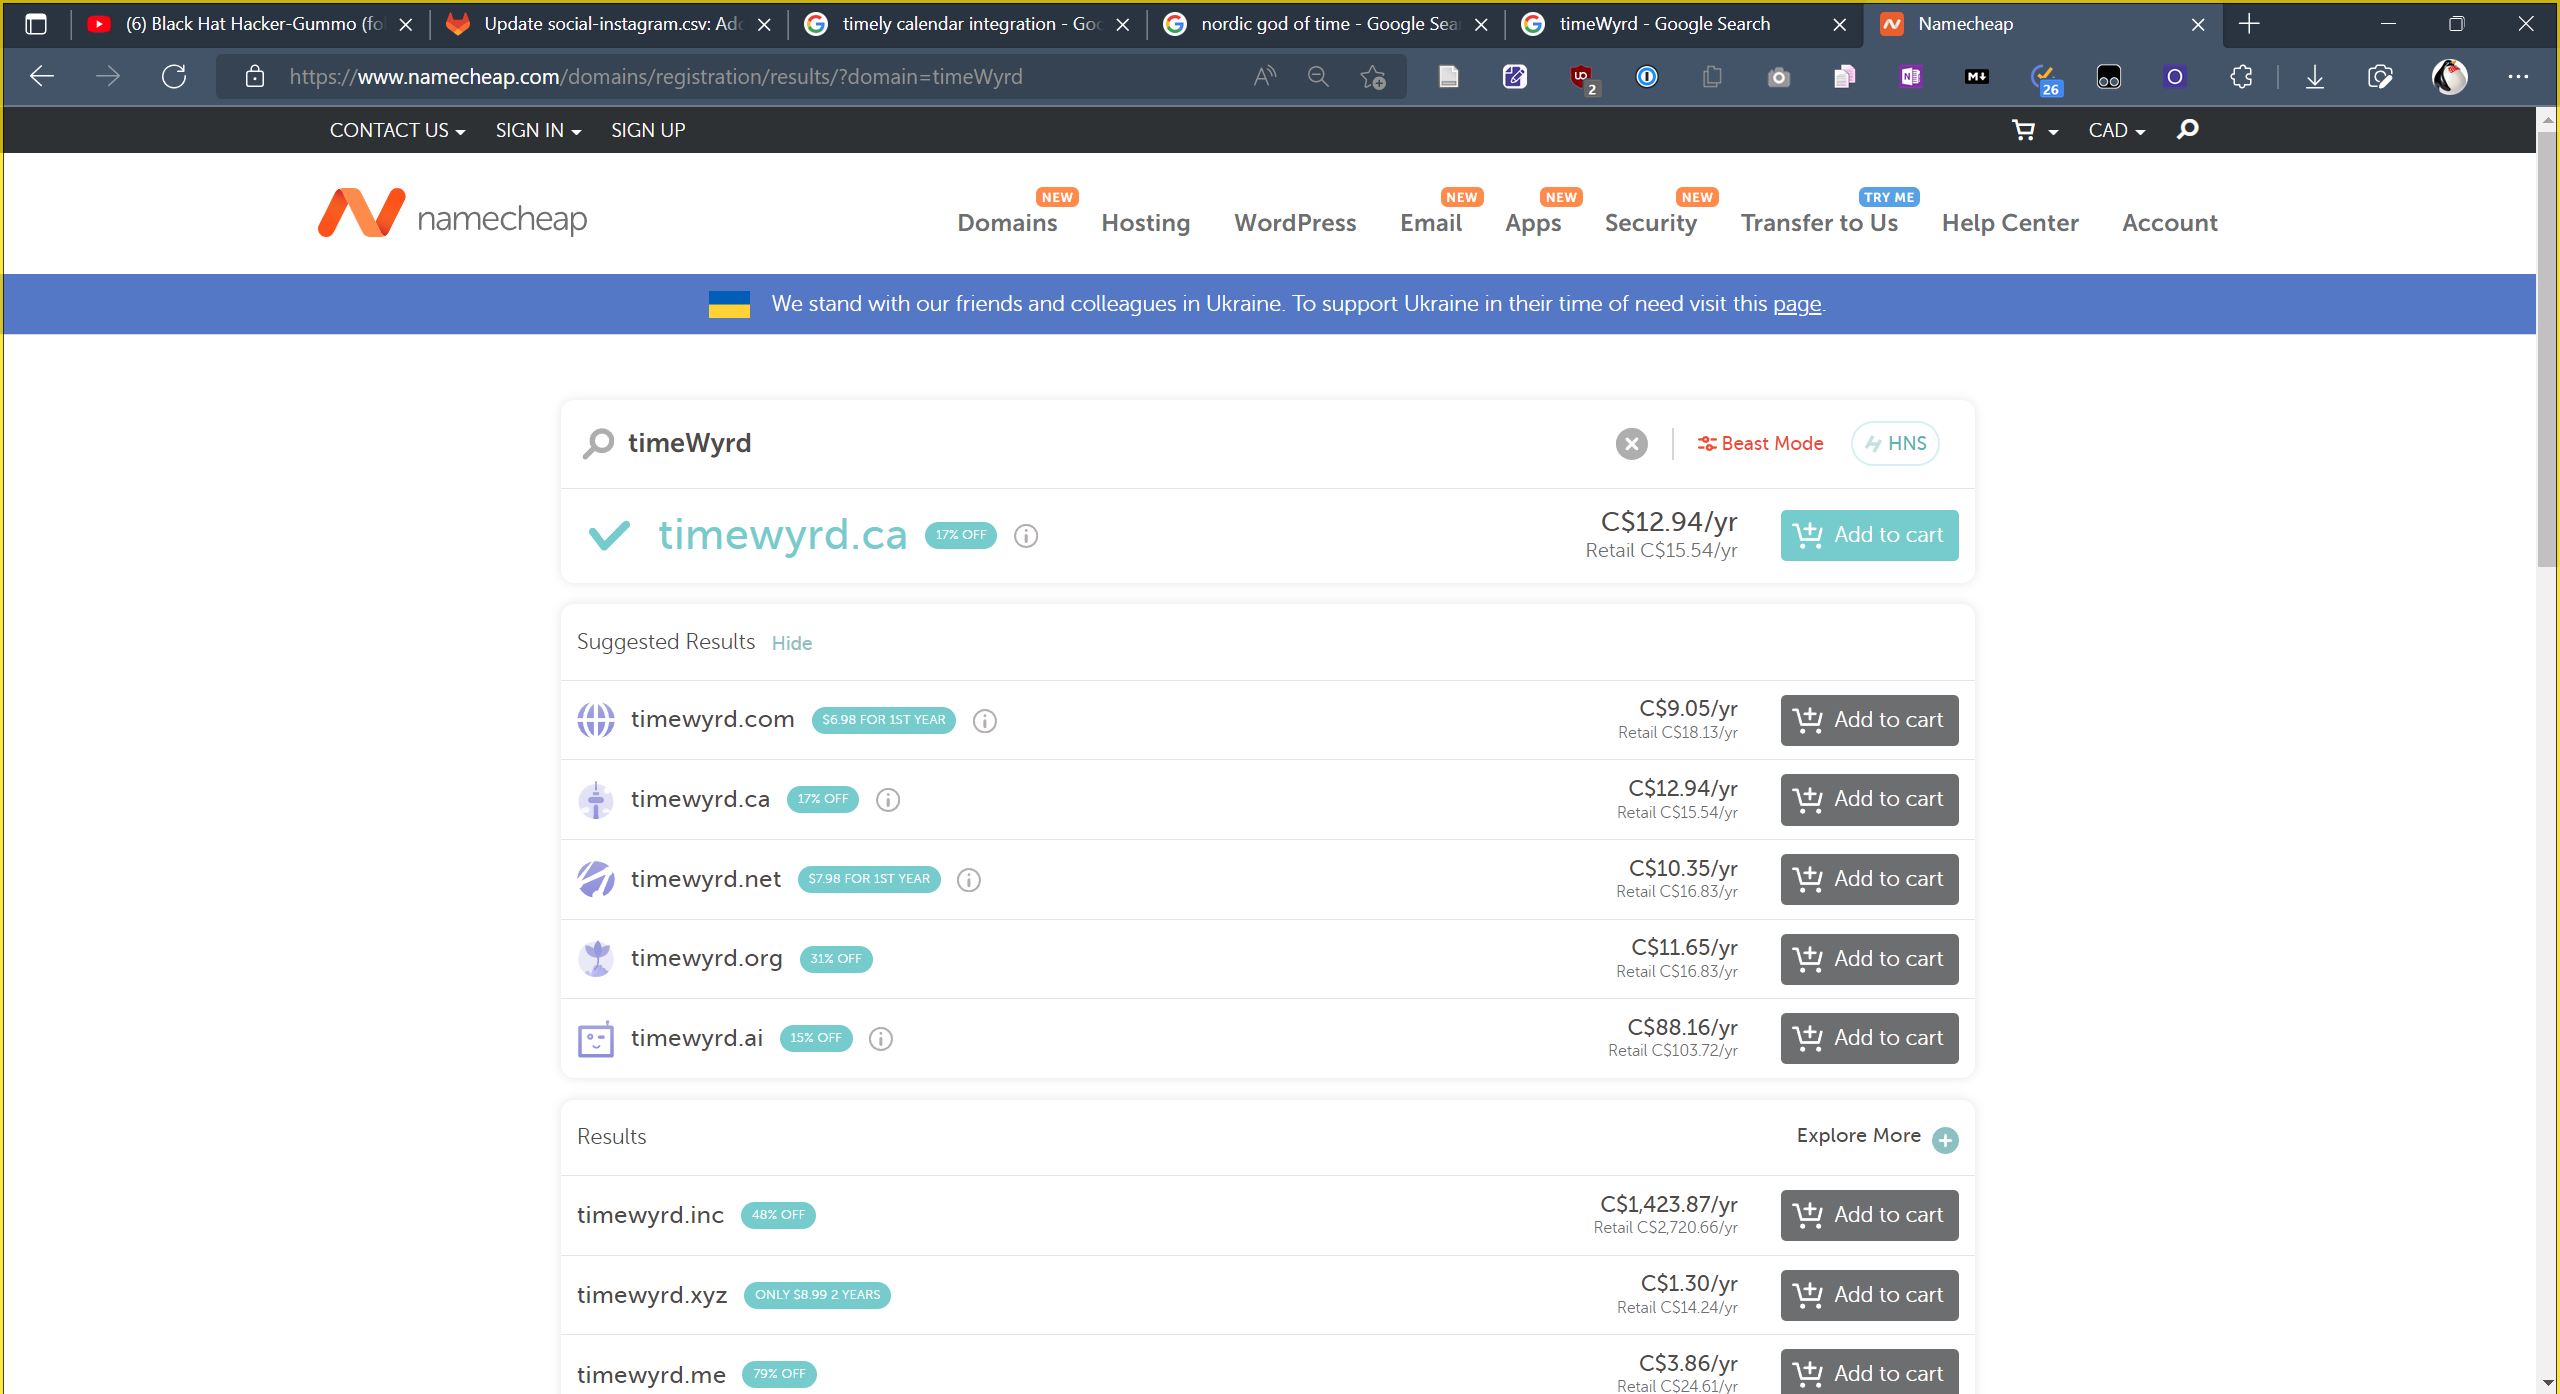 (6) Black Hat Hacker-Gummo (fo
Update social-instagram.csv: Ad
timely calendar integration - Goo
nordic god of time - Google Sea
timeWyrd - Google Search
Namecheap
https://www.namecheap.com/domains/registration/results/?domain=timeWyrd
2
26
CONTACT US
SIGN IN
SIGN UP
CAD
namecheap
NEW
NEW
NEW
NEW
TRY ME
Domains
Hosting
WordPress
Email
Apps
Security
Transfer to Us
Help Center
Account
We stand with our friends and colleagues in Ukraine. To support Ukraine in their time of need visit this page.
timeWyrd
Beast Mode
HNS
timewyrd.ca 17% OFF
C$12.94/yr
Retail C$15.54/yr
Add to cart
Suggested Results Hide
timewyrd.com $6.98 FOR 1ST YEAR
C$9.05/yr
Retail C$18.13/yr
Add to cart
timewyrd.ca 17% OFF
C$12.94/yr
Retail C$15.54/yr
Add to cart
timewyrd.net $7.98 FOR 1ST YEAR
C$10.35/yr
Retail C$16.83/yr
Add to cart
timewyrd.org 31% OFF
C$11.65/yr
Retail C$16.83/yr
Add to cart
timewyrd.ai 15% OFF
C$88.16/yr
Retail C$103.72/yr
Add to cart
Results
Explore More
timewyrd.inc 48% OFF
C$1,423.87/yr
Retail C$2,720.66/yr
Add to cart
timewyrd.xyz ONLY $8.99 2 YEARS
C$1.30/yr
Retail C$14.24/yr
Add to cart
timewyrd.me 79% OFF
C$3.86/yr
Retail C$24.61/yr
Add to cart